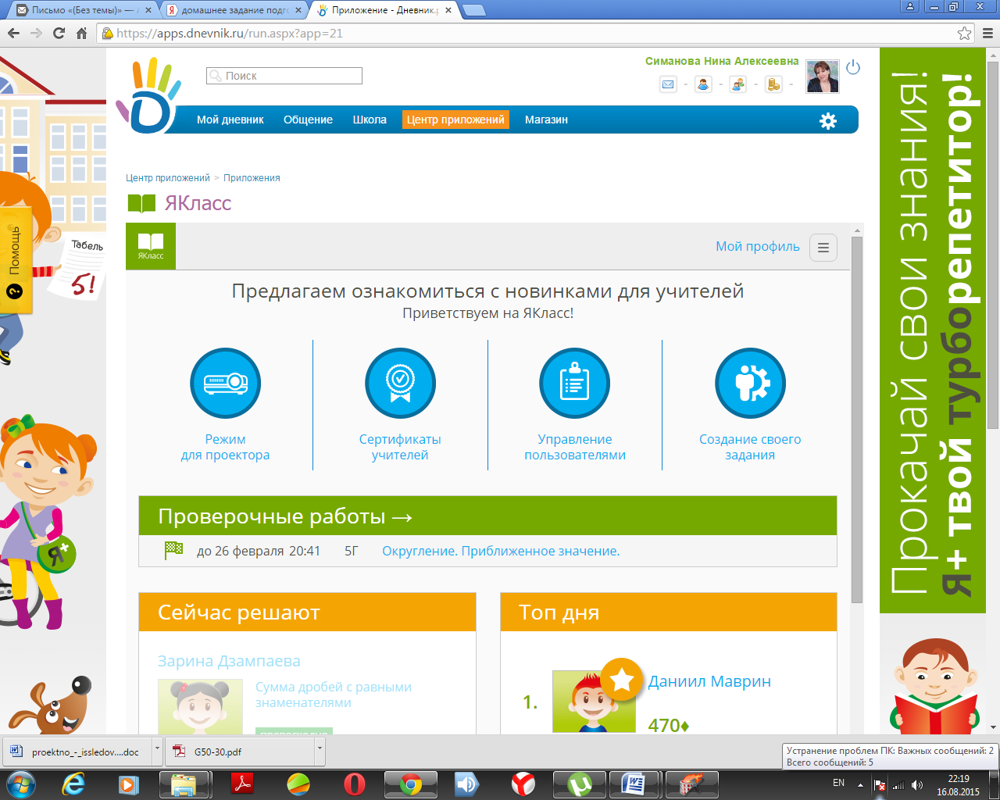 Письмо «(Без темы)» — 
домашнее задание подго
Приложение - Дневник.р
https://apps.dnevnik.ru/run.aspx?app=21
Симанова Нина Алексеевна
Поиск
Мой дневник Общение Школа Центр приложений Магазин
Центр приложений > Приложения
ЯКласс
Помощь
Табель
5!
ЯКласс
Мой профиль
Предлагаем ознакомиться с новинками для учителей
Приветствуем на ЯКласс!
Режим
для проектора
Сертификаты
учителей
Управление
пользователями
Создание своего
задания
Проверочные работы →
до 26 февраля 20:41 5Г Округление. Приближенное значение.
Сейчас решают
Зарина Дзампаева
Сумма дробей с равными
знаменателями
Топ дня
1.
Даниил Маврин
470♦
Прокачай свои знания!
Я+ твой турборепетитор!
Я+
proektno_-_issledov....doc
G50-30.pdf
Устранение проблем ПК: Важных сообщений: 2
Всего сообщений: 5
EN
22:19
16.08.2015